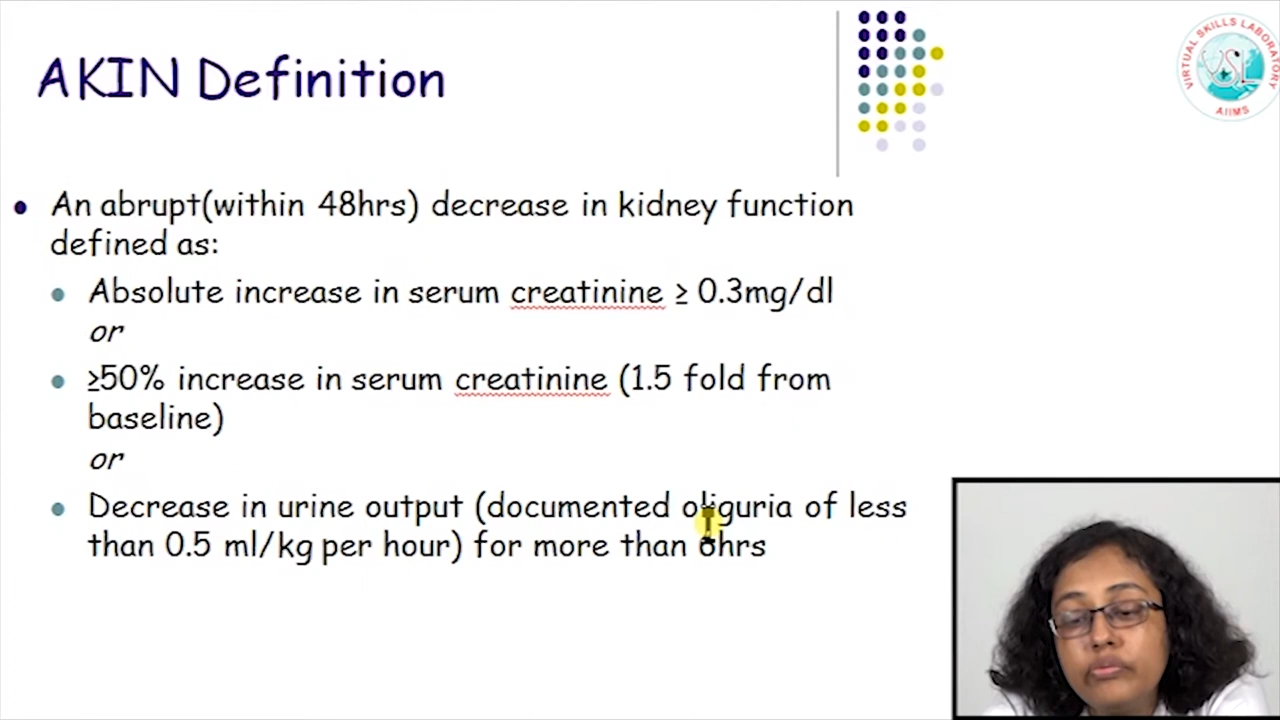 AKIN Definition
VIRTUAL SKILLS LABORATORY
VSL
AIIMS
An abrupt(within 48hrs) decrease in kidney function
defined as:
Absolute increase in serum creatinine ≥ 0.3mg/dl
or
≥50% increase in serum creatinine (1.5 fold from
baseline)
or
Decrease in urine output (documented oliguria of less
than 0.5 ml/kg per hour) for more than 6hrs